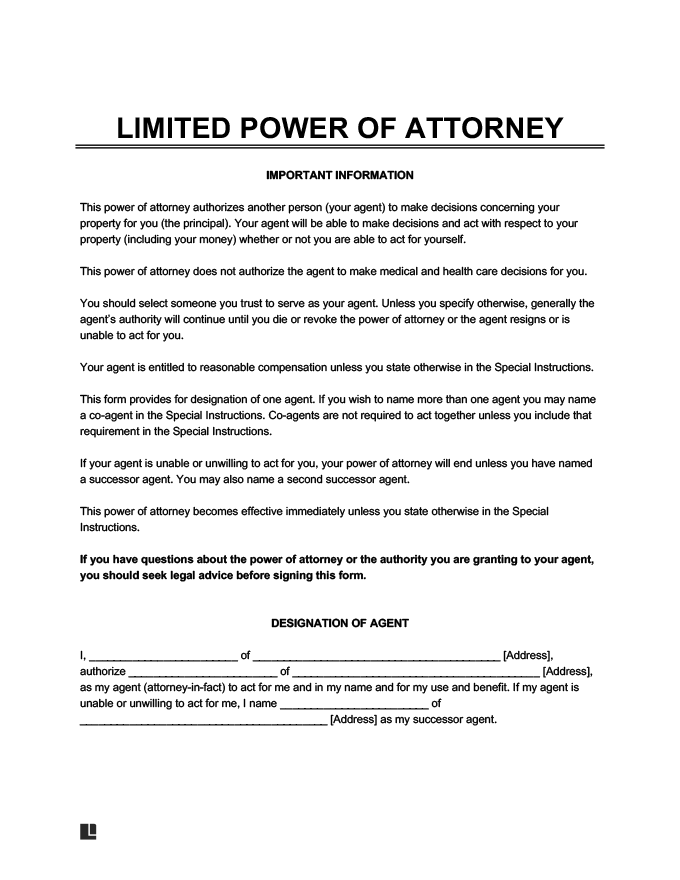 LIMITED POWER OF ATTORNEY
IMPORTANT INFORMATION
This power of attorney authorizes another person (your agent) to make decisions concerning your
property for you (the principal). Your agent will be able to make decisions and act with respect to your
property (including your money) whether or not you are able to act for yourself.
This power of attorney does not authorize the agent to make medical and health care decisions for you.
You should select someone you trust to serve as your agent. Unless you specify otherwise, generally the
agent's authority will continue until you die or revoke the power of attorney or the agent resigns or is
unable to act for you.
Your agent is entitled to reasonable compensation unless you state otherwise in the Special Instructions.
This form provides for designation of one agent. If you wish to name more than one agent you may name
a co-agent in the Special Instructions. Co-agents are not required to act together unless you include that
requirement in the Special Instructions.
If your agent is unable or unwilling to act for you, your power of attorney will end unless you have named
a successor agent. You may also name a second successor agent.
This power of attorney becomes effective immediately unless you state otherwise in the Special
Instructions.
If you have questions about the power of attorney or the authority you are granting to your agent,
you should seek legal advice before signing this form.
DESIGNATION OF AGENT
I, ________________________ of ________________________________________ [Address],
authorize ________________________ of ________________________________________ [Address],
as my agent (attorney-in-fact) to act for me and in my name and for my use and benefit. If my agent is
unable or unwilling to act for me, I name ________________________ of
________________________________________ [Address] as my successor agent.